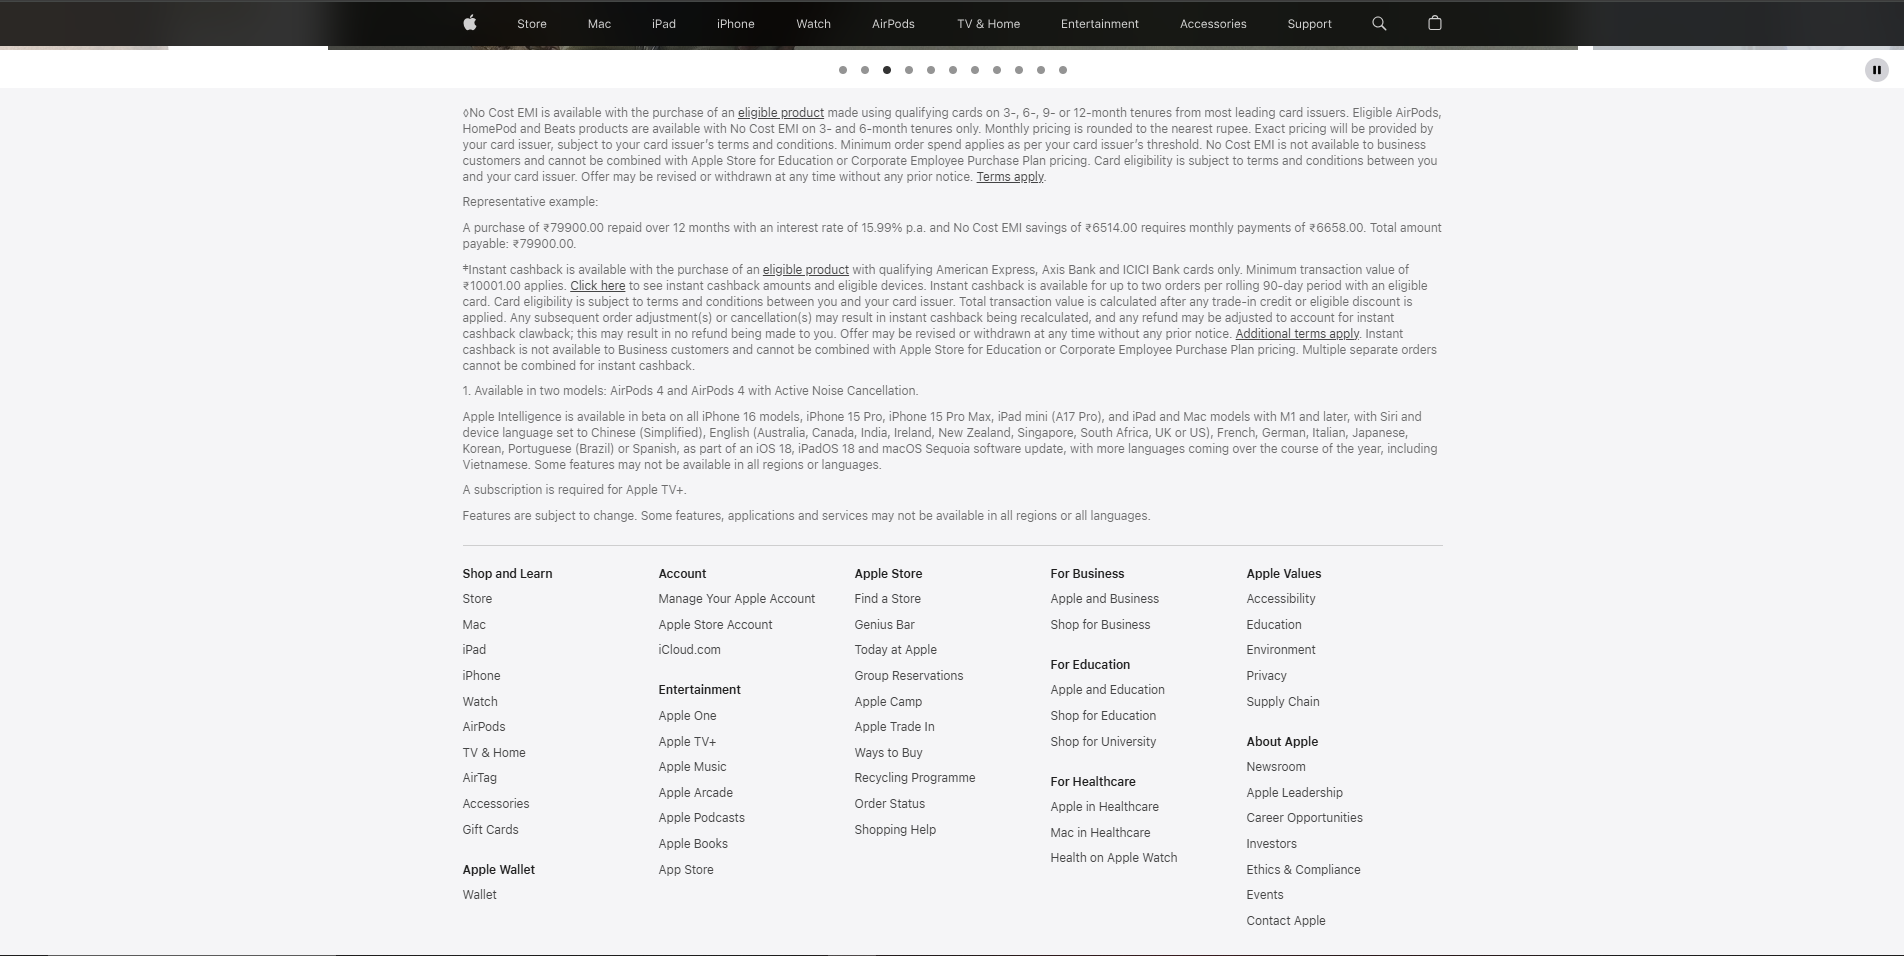 Store Mac iPad iPhone Watch AirPods TV & Home Entertainment Accessories Support
◊No Cost EMI is available with the purchase of an eligible product made using qualifying cards on 3-, 6-, 9- or 12-month tenures from most leading card issuers. Eligible AirPods,
HomePod and Beats products are available with No Cost EMI on 3- and 6-month tenures only. Monthly pricing is rounded to the nearest rupee. Exact pricing will be provided by
your card issuer, subject to your card issuer’s terms and conditions. Minimum order spend applies as per your card issuer’s threshold. No Cost EMI is not available to business
customers and cannot be combined with Apple Store for Education or Corporate Employee Purchase Plan pricing. Card eligibility is subject to terms and conditions between you
and your card issuer. Offer may be revised or withdrawn at any time without any prior notice. Terms apply.
Representative example:
A purchase of ₹79900.00 repaid over 12 months with an interest rate of 15.99% p.a. and No Cost EMI savings of ₹6514.00 requires monthly payments of ₹6658.00. Total amount
payable: ₹79900.00.
‡Instant cashback is available with the purchase of an eligible product with qualifying American Express, Axis Bank and ICICI Bank cards only. Minimum transaction value of
₹10001.00 applies. Click here to see instant cashback amounts and eligible devices. Instant cashback is available for up to two orders per rolling 90-day period with an eligible
card. Card eligibility is subject to terms and conditions between you and your card issuer. Total transaction value is calculated after any trade-in credit or eligible discount is
applied. Any subsequent order adjustment(s) or cancellation(s) may result in instant cashback being recalculated, and any refund may be adjusted to account for instant
cashback clawback; this may result in no refund being made to you. Offer may be revised or withdrawn at any time without any prior notice. Additional terms apply. Instant
cashback is not available to Business customers and cannot be combined with Apple Store for Education or Corporate Employee Purchase Plan pricing. Multiple separate orders
cannot be combined for instant cashback.
1. Available in two models: AirPods 4 and AirPods 4 with Active Noise Cancellation.
Apple Intelligence is available in beta on all iPhone 16 models, iPhone 15 Pro, iPhone 15 Pro Max, iPad mini (A17 Pro), and iPad and Mac models with M1 and later, with Siri and
device language set to Chinese (Simplified), English (Australia, Canada, India, Ireland, New Zealand, Singapore, South Africa, UK or US), French, German, Italian, Japanese,
Korean, Portuguese (Brazil) or Spanish, as part of an iOS 18, iPadOS 18 and macOS Sequoia software update, with more languages coming over the course of the year, including
Vietnamese. Some features may not be available in all regions or languages.
A subscription is required for Apple TV+.
Features are subject to change. Some features, applications and services may not be available in all regions or all languages.
Shop and Learn
Store
Mac
iPad
iPhone
Watch
AirPods
TV & Home
AirTag
Accessories
Gift Cards
Apple Wallet
Wallet
Account
Manage Your Apple Account
Apple Store Account
iCloud.com
Entertainment
Apple One
Apple TV+
Apple Music
Apple Arcade
Apple Podcasts
Apple Books
App Store
Apple Store
Find a Store
Genius Bar
Today at Apple
Group Reservations
Apple Camp
Apple Trade In
Ways to Buy
Recycling Programme
Order Status
Shopping Help
For Business
Apple and Business
Shop for Business
For Education
Apple and Education
Shop for Education
Shop for University
For Healthcare
Apple in Healthcare
Mac in Healthcare
Health on Apple Watch
Apple Values
Accessibility
Education
Environment
Privacy
Supply Chain
About Apple
Newsroom
Apple Leadership
Career Opportunities
Investors
Ethics & Compliance
Events
Contact Apple